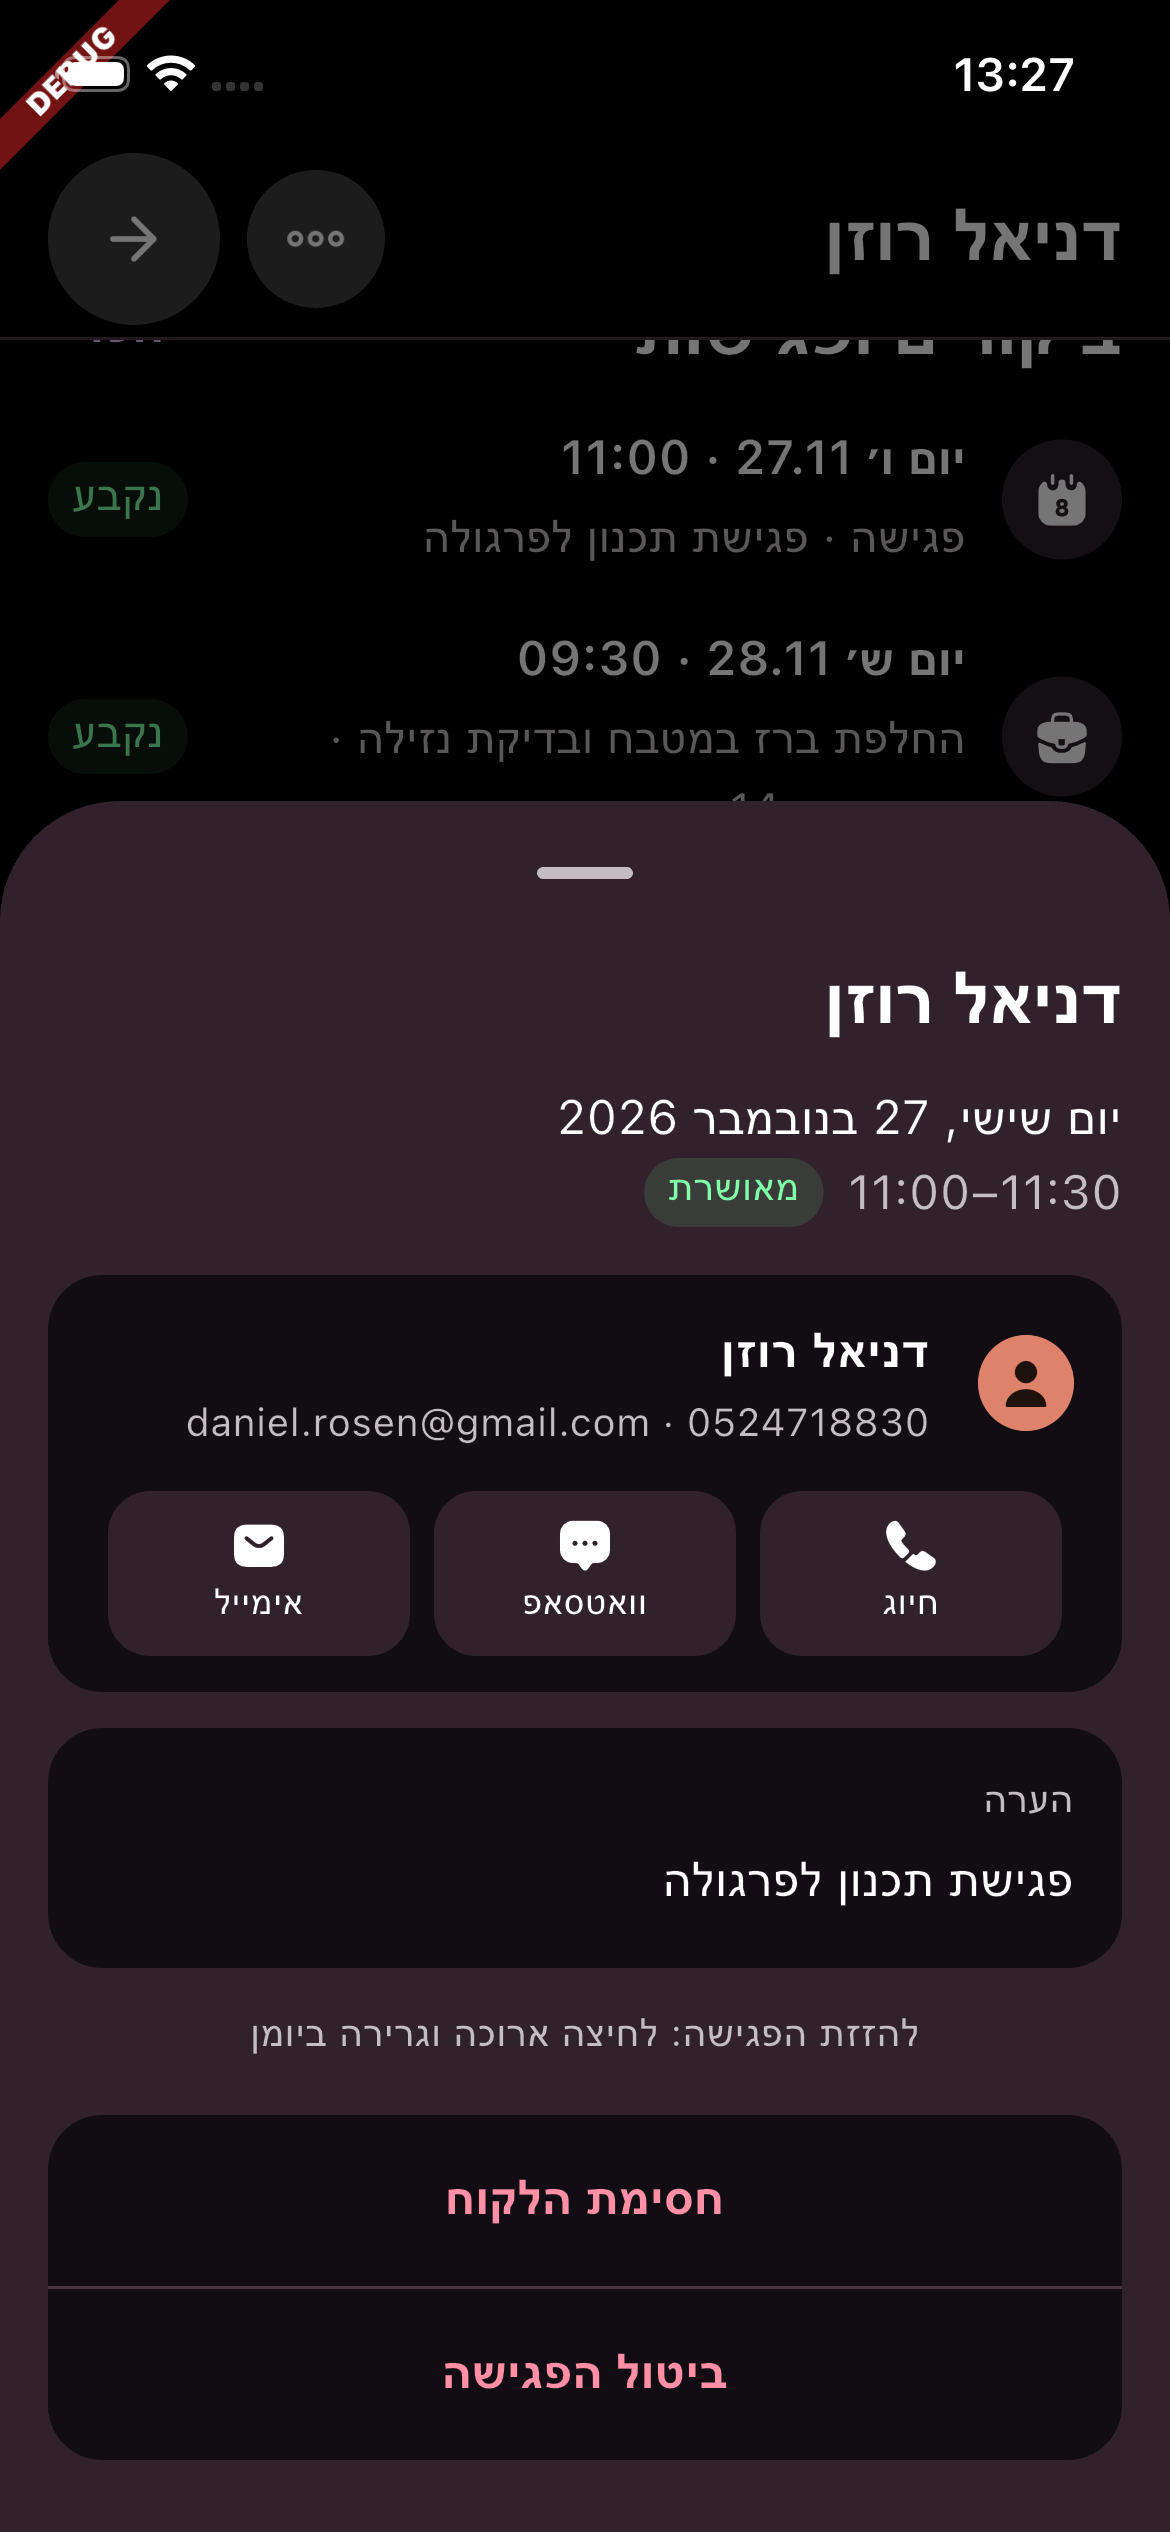 DEBUG
13:27
דניאל רוזן
יום ו׳ 27.11 · 11:00
נקבע
פגישה · פגישת תכנון לפרגולה
יום ש׳ 28.11 · 09:30
נקבע
החלפת ברז במטבח ובדיקת נזילה ·
דניאל רוזן
יום שישי, 27 בנובמבר 2026
11:00–11:30
מאושרת
דניאל רוזן
daniel.rosen@gmail.com · 0524718830
חיוג
וואטסאפ
אימייל
הערה
פגישת תכנון לפרגולה
להזזת הפגישה: לחיצה ארוכה וגרירה ביומן
חסימת הלקוח
ביטול הפגישה